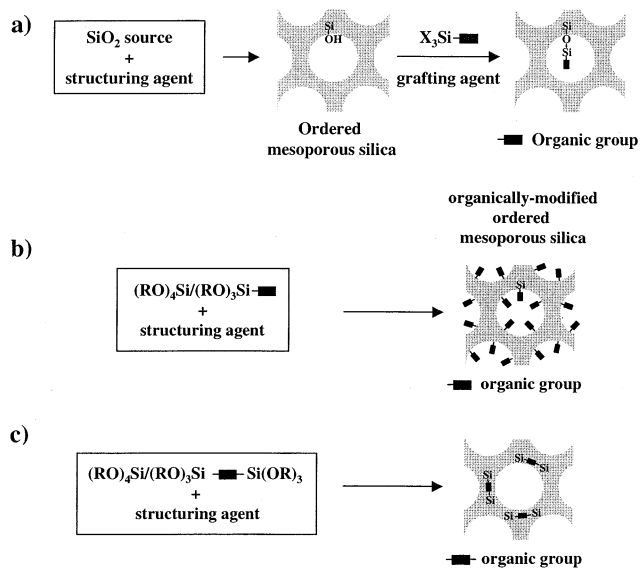 a)
SiO2 source
+
structuring agent
Si
OH
Ordered
mesoporous silica
X3Si
grafting agent
Si
O
Si
Organic group
organically-modified
ordered
mesoporous silica
b)
(RO)4Si/(RO)3Si
+
structuring agent
Si
organic group
c)
(RO)4Si/(RO)3Si Si(OR)3
+
structuring agent
Si Si
Si
Si
Si Si
organic group